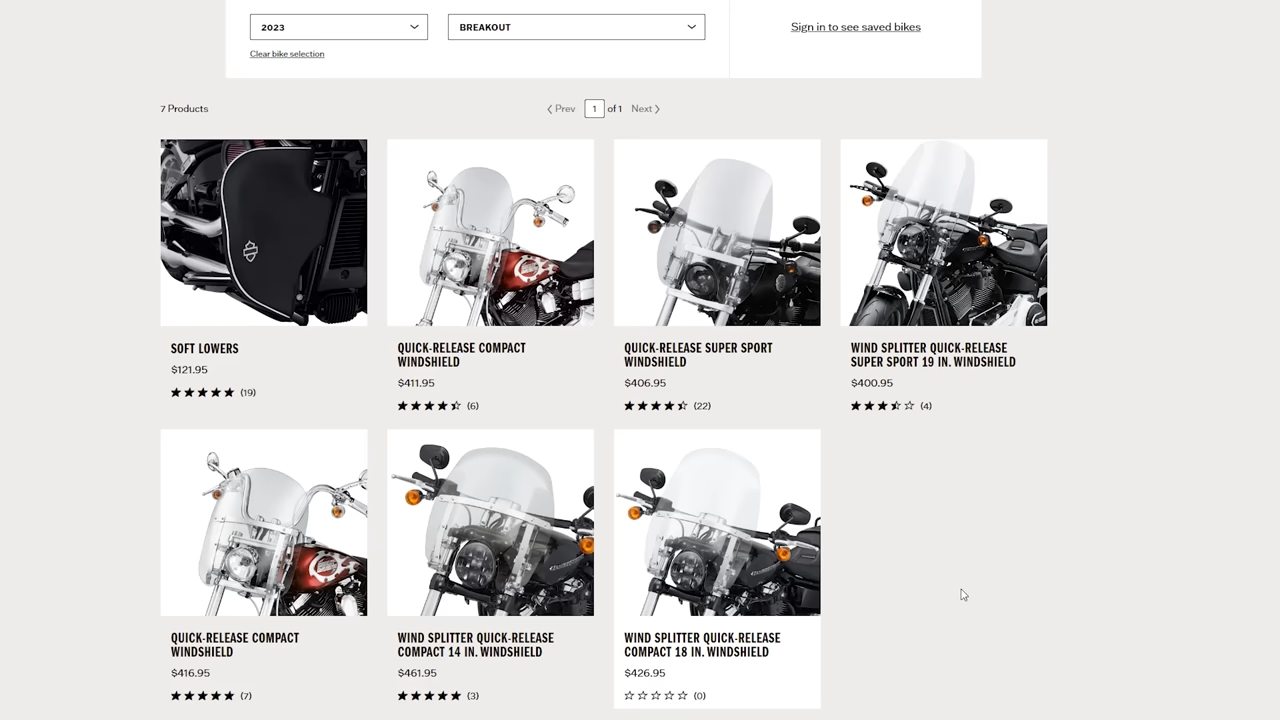 2023
BREAKOUT
Sign in to see saved bikes
Clear bike selection
7 Products
Prev 1 of 1 Next
SOFT LOWERS
$121.95
(19)
QUICK-RELEASE COMPACT
WINDSHIELD
$411.95
(6)
QUICK-RELEASE SUPER SPORT
WINDSHIELD
$406.95
(22)
WIND SPLITTER QUICK-RELEASE
SUPER SPORT 19 IN. WINDSHIELD
$400.95
(4)
QUICK-RELEASE COMPACT
WINDSHIELD
$416.95
(7)
WIND SPLITTER QUICK-RELEASE
COMPACT 14 IN. WINDSHIELD
$461.95
(3)
WIND SPLITTER QUICK-RELEASE
COMPACT 18 IN. WINDSHIELD
$426.95
(0)